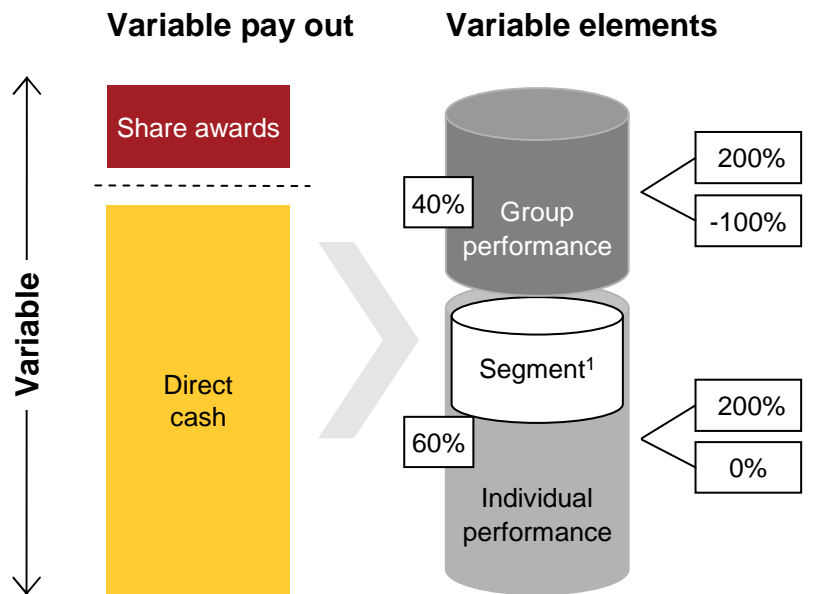 Variable pay out
Variable elements
Variable
Share awards
Direct
cash
40%
Group
performance
200%
-100%
Segment¹
60%
Individual
performance
200%
0%